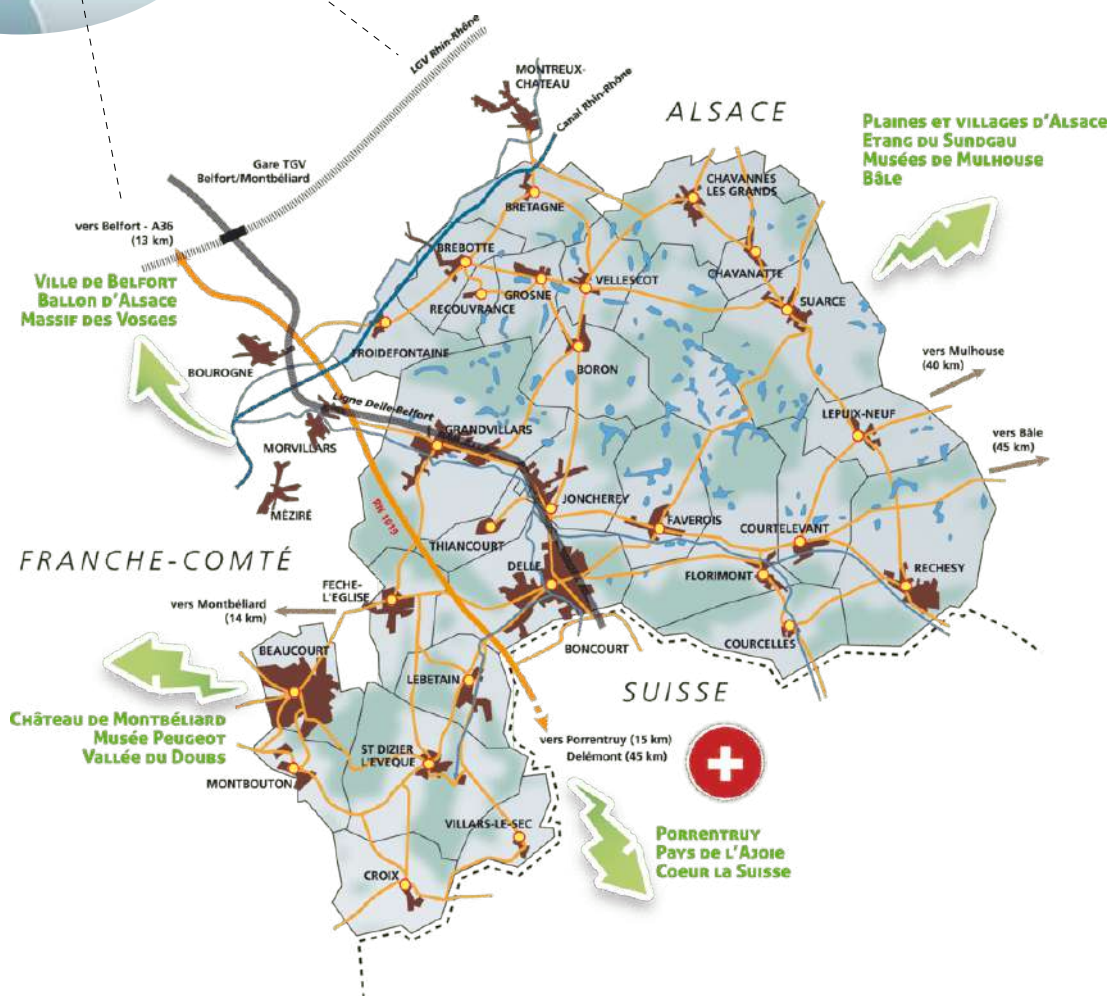 LGV Rhin-Rhône
MONTREUX-
CHATEAU
Canal Rhin-Rhône
ALSACE
PLAINES ET VILLAGES D'ALSACE
ETANG DU SUNDGAU
MUSÉES DE MULHOUSE
BÂLE
Gare TGV
Belfort/Montbéliard
CHAVANNES
LES GRANDS
BRETAGNE
vers Belfort - A36
(13 km)
BREBOTTE
CHAVANATTE
VILLE DE BELFORT
BALLON D'ALSACE
MASSIF DES VOSGES
GROSNE
VELLESCOT
RECOUVRANCE
SUARCE
FROIDEFONTAINE
BOURGNE
BORON
vers Mulhouse
(40 km)
Ligne Delle-Belfort
LEPUIX-NEUF
GRANDVILLARS
MORVILLARS
vers Bâle
(45 km)
MÉZIRÉ
JONCHEREY
RN 1019
FAVEROIS
COURTELEVANT
THIANCOURT
FRANCHE-COMTÉ
DELLE
FLORIMONT
RECHESY
FECHE-
L'EGLISE
vers Montbéliard
(14 km)
COURCELLES
BEAUCOURT
BONCOURT
LEBETAIN
SUISSE
CHÂTEAU DE MONTBÉLIARD
MUSÉE PEUGEOT
VALLÉE DU DOUBS
vers Porrentruy (15 km)
Delémont (45 km)
ST DIZIER
L'EVEQUE
MONTBOUTON
VILLARS-LE-SEC
PORRENTRUY
PAYS DE L'AJOIE
COEUR LA SUISSE
CROIX